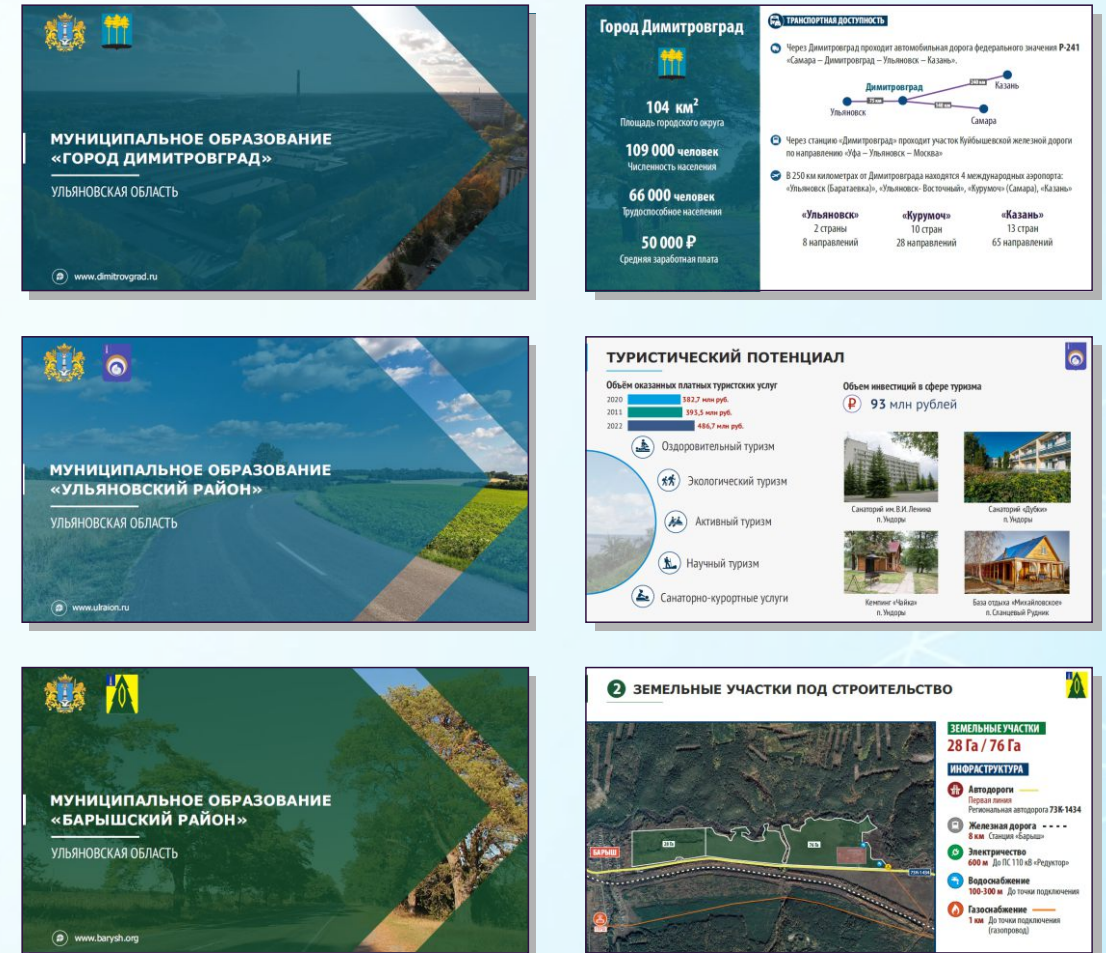 МУНИЦИПАЛЬНОЕ ОБРАЗОВАНИЕ
«ГОРОД ДИМИТРОВГРАД»
УЛЬЯНОВСКАЯ ОБЛАСТЬ
www.dimitrovgrad.ru
Город Димитровград
104 км²
Площадь городского округа
109 000 человек
Численность населения
66 000 человек
Трудоспособное населения
50 000 ₽
Средняя заработная плата
ТРАНСПОРТНАЯ ДОСТУПНОСТЬ
Через Димитровград проходит автомобильная дорога федерального значения Р-241
«Самара – Димитровград – Ульяновск – Казань».
Димитровград
Казань
Ульяновск
Самара
Через станцию «Димитровград» проходит участок Куйбышевской железной дороги
по направлению «Уфа – Ульяновск – Москва»
В 250 км километрах от Димитровграда находятся 4 международных аэропорта:
«Ульяновск (Баратаевка)», «Ульяновск- Восточный», «Курумоч» (Самара), «Казань»
«Ульяновск» «Курумоч» «Казань»
2 страны 10 стран 13 стран
8 направлений 28 направлений 65 направлений
МУНИЦИПАЛЬНОЕ ОБРАЗОВАНИЕ
«УЛЬЯНОВСКИЙ РАЙОН»
УЛЬЯНОВСКАЯ ОБЛАСТЬ
www.ulraion.ru
ТУРИСТИЧЕСКИЙ ПОТЕНЦИАЛ
Объём оказанных платных туристских услуг
2020 382,7 млн руб.
2011 393,5 млн руб.
2022 486,7 млн руб.
Объем инвестиций в сфере туризма
93 млн рублей
Оздоровительный туризм
Экологический туризм
Активный туризм
Научный туризм
Санаторно-курортные услуги
Санаторий им. В.И. Ленина
п. Ундоры
Санаторий «Дубки»
п. Ундоры
Кемпинг «Чайка»
п. Ундоры
База отдыха «Михайловское»
п. Сланцевый Рудник
МУНИЦИПАЛЬНОЕ ОБРАЗОВАНИЕ
«БАРЫШСКИЙ РАЙОН»
УЛЬЯНОВСКАЯ ОБЛАСТЬ
www.barysh.org
2 ЗЕМЕЛЬНЫЕ УЧАСТКИ ПОД СТРОИТЕЛЬСТВО
БАРЫШ
28 Га
76 Га
73К-1434
ЗЕМЕЛЬНЫЕ УЧАСТКИ
28 Га / 76 Га
ИНФРАСТРУКТУРА
Автодороги
Первая линия
Региональная автодорога 73К-1434
Железная дорога
8 км Станция «Барыш»
Электричество
600 м До ПС 110 кВ «Редуктор»
Водоснабжение
100-300 м До точки подключения
Газоснабжение
1 км До точки подключения
(газопровод)